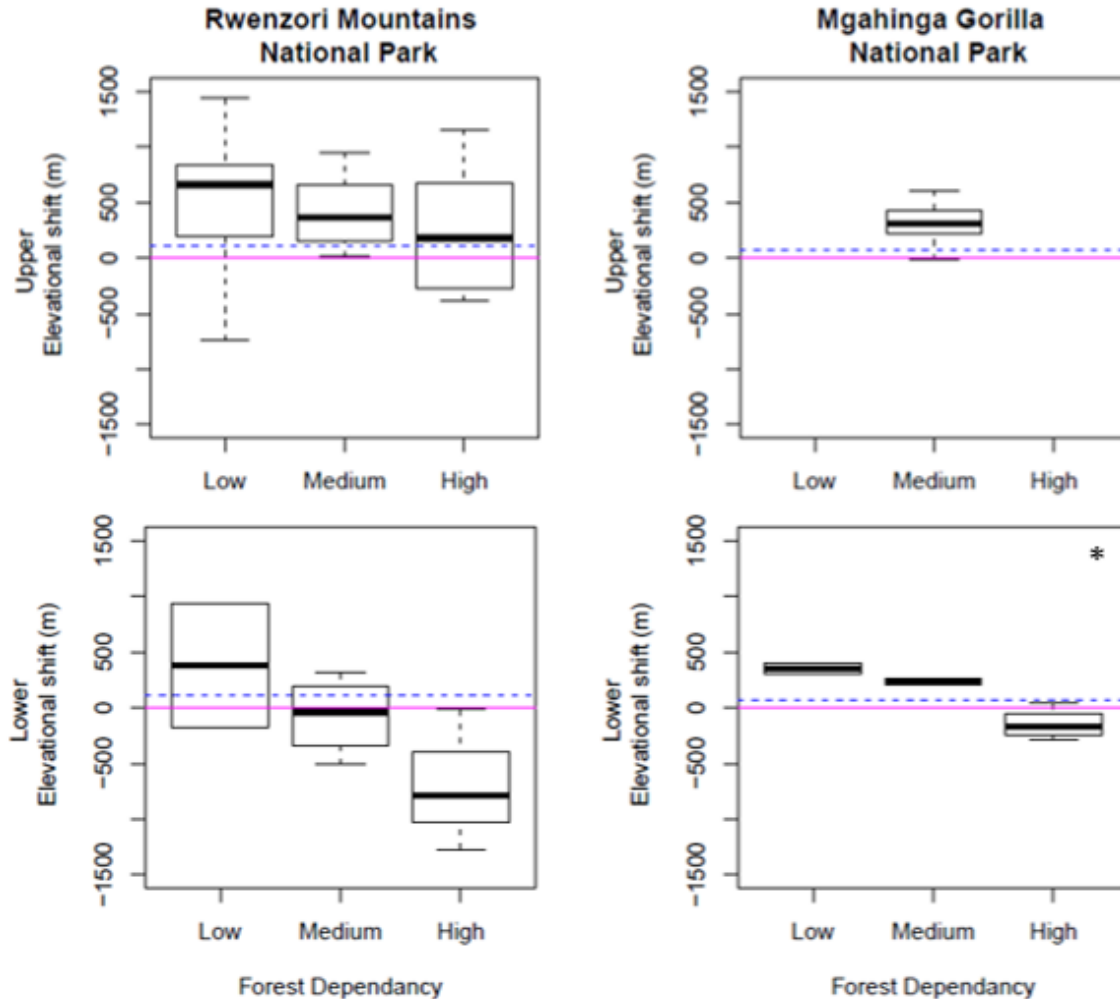 Rwenzori Mountains
National Park
Mgahinga Gorilla
National Park
Upper
Elevational shift (m)
1500
500
0
−500
−1500
Low Medium High
Upper
Elevational shift (m)
1500
500
0
−500
−1500
Low Medium High
Lower
Elevational shift (m)
1500
500
0
−500
−1500
Low Medium High
Forest Dependancy
Lower
Elevational shift (m)
1500
500
0
−500
−1500
*
Low Medium High
Forest Dependancy